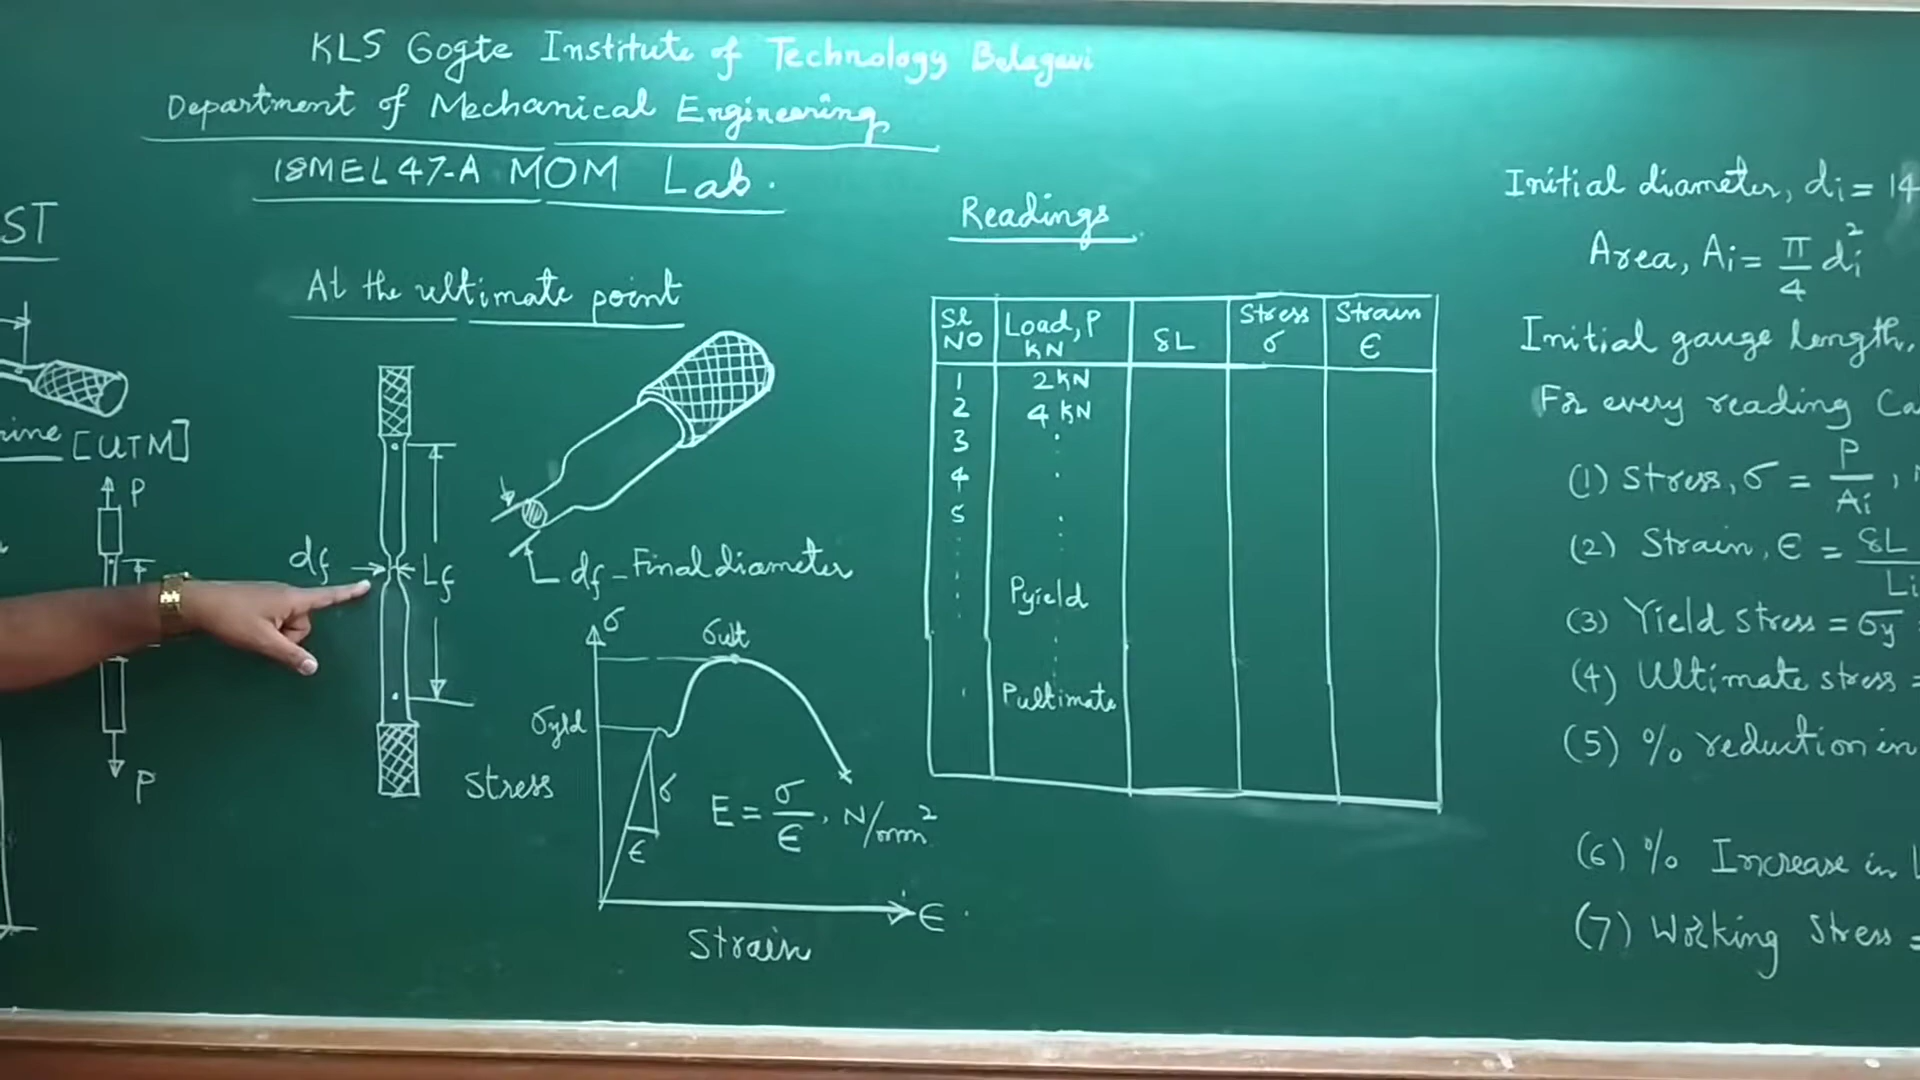 KLS Gogte Institute of Technology Belagavi
Department of Mechanical Engineering
18MEL47-A MOM Lab.
ST
[UTM]
P
P
At the ultimate point
df
Lf
df - Final diameter
σ
σult
σyld
Stress
σ
ϵ
E = σ/ϵ, N/mm²
ϵ
Strain
Readings
Sl NO | Load, P KN | δL | Stress σ | Strain ϵ
1 | 2 KN
2 | 4 KN
3
4
5
Pyield
Pultimate
Initial diameter, di = 14
Area, Ai = π/4 di²
Initial gauge length,
For every reading Ca
(1) Stress, σ = P/Ai,
(2) Strain, ϵ = δL/Li
(3) Yield stress = σy
(4) Ultimate stress =
(5) % reduction in
(6) % Increase in L
(7) Working Stress =